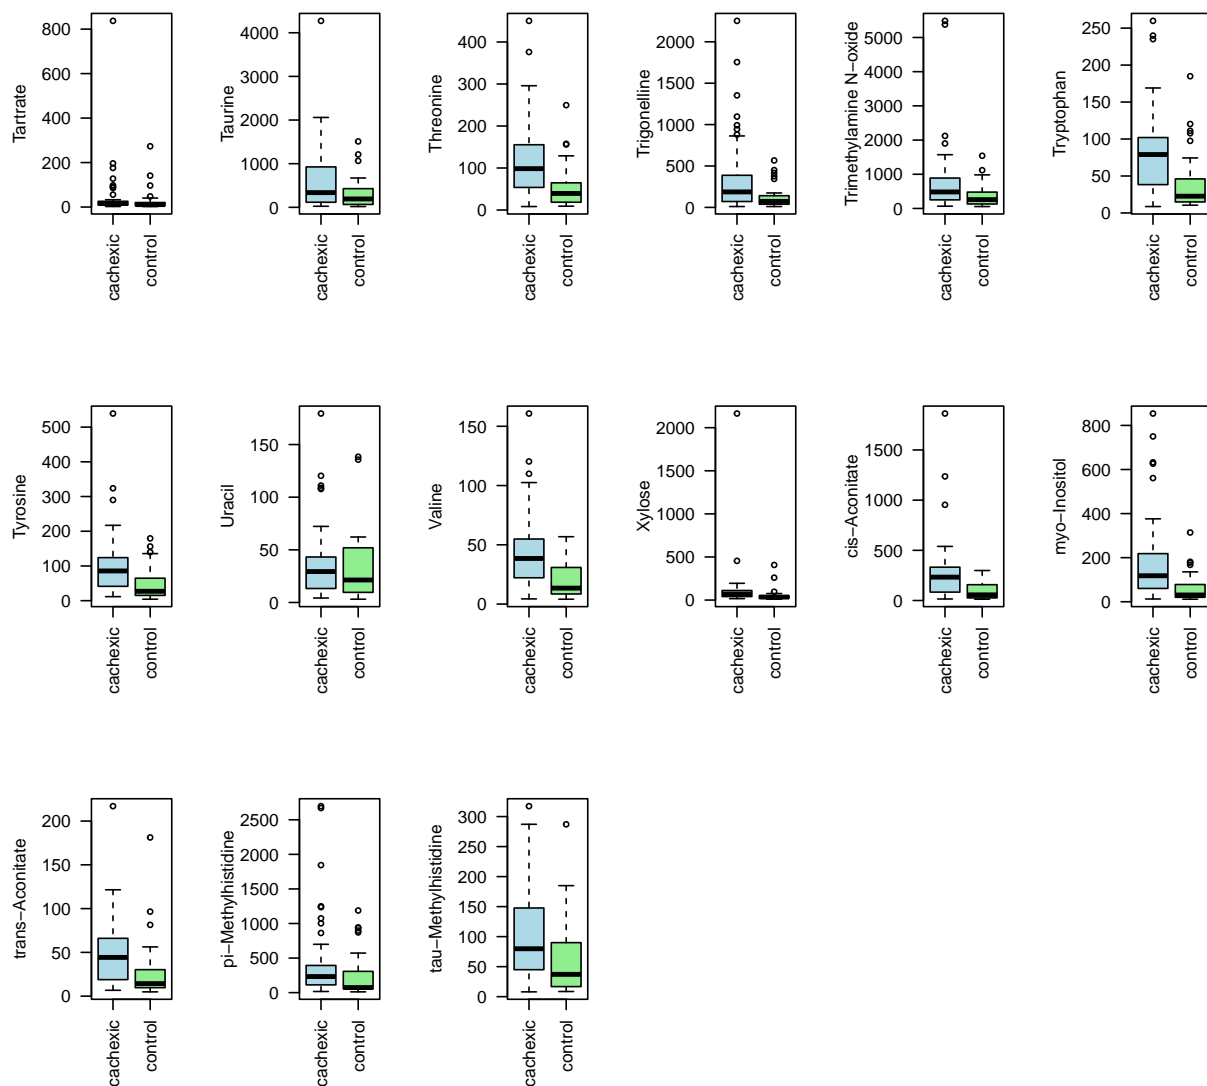 Tartrate
0
200
400
600
800
cachexic
control
Taurine
0
1000
2000
3000
4000
cachexic
control
Threonine
0
100
200
300
400
cachexic
control
Trigonelline
0
500
1000
1500
2000
cachexic
control
Trimethylamine N−oxide
0
1000
2000
3000
4000
5000
cachexic
control
Tryptophan
0
50
100
150
200
250
cachexic
control
Tyrosine
0
100
200
300
400
500
cachexic
control
Uracil
0
50
100
150
cachexic
control
Valine
0
50
100
150
cachexic
control
Xylose
0
500
1000
1500
2000
cachexic
control
cis−Aconitate
0
500
1000
1500
cachexic
control
myo−Inositol
0
200
400
600
800
cachexic
control
trans−Aconitate
0
50
100
150
200
cachexic
control
pi−Methylhistidine
0
500
1000
1500
2000
2500
cachexic
control
tau−Methylhistidine
0
50
100
150
200
250
300
cachexic
control